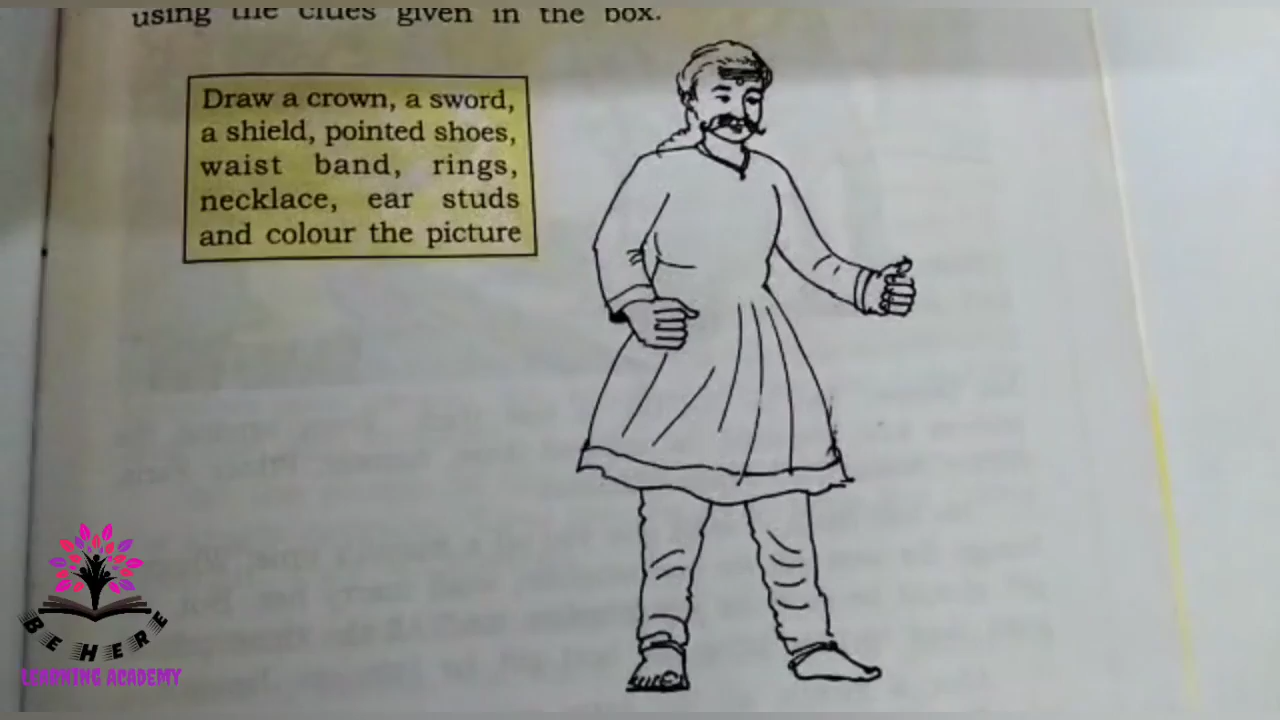 using the clues given in the box.
Draw a crown, a sword,
a shield, pointed shoes,
waist band, rings,
necklace, ear studs
and colour the picture
BE HERE
LEARNING ACADEMY